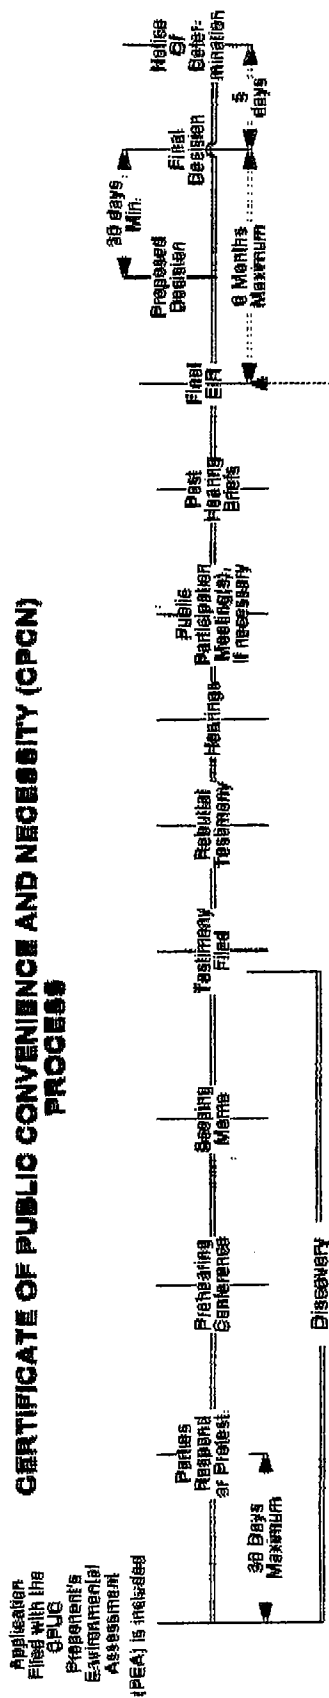 CERTIFICATE OF PUBLIC CONVENIENCE AND NECESSITY (CPCN)
PROCESS
Application
Filed with the
CPUC
Proponent's
Environmental
Assessment
(PEA) is included
Parties
Respond
or Protest
30 Days
Maximum
Prehearing
Conference
Scoping
Memo
Testimony
Filed
Discovery
Rebuttal
Testimony
Hearings
Public
Participation
Meeting(s),
if necessary
Post
Hearing
Briefs
Final
EIR
Proposed
Decision
30 days
Min.
Final
Decision
6 Months
Maximum
Notice
Of
Deter-
mination
5
days